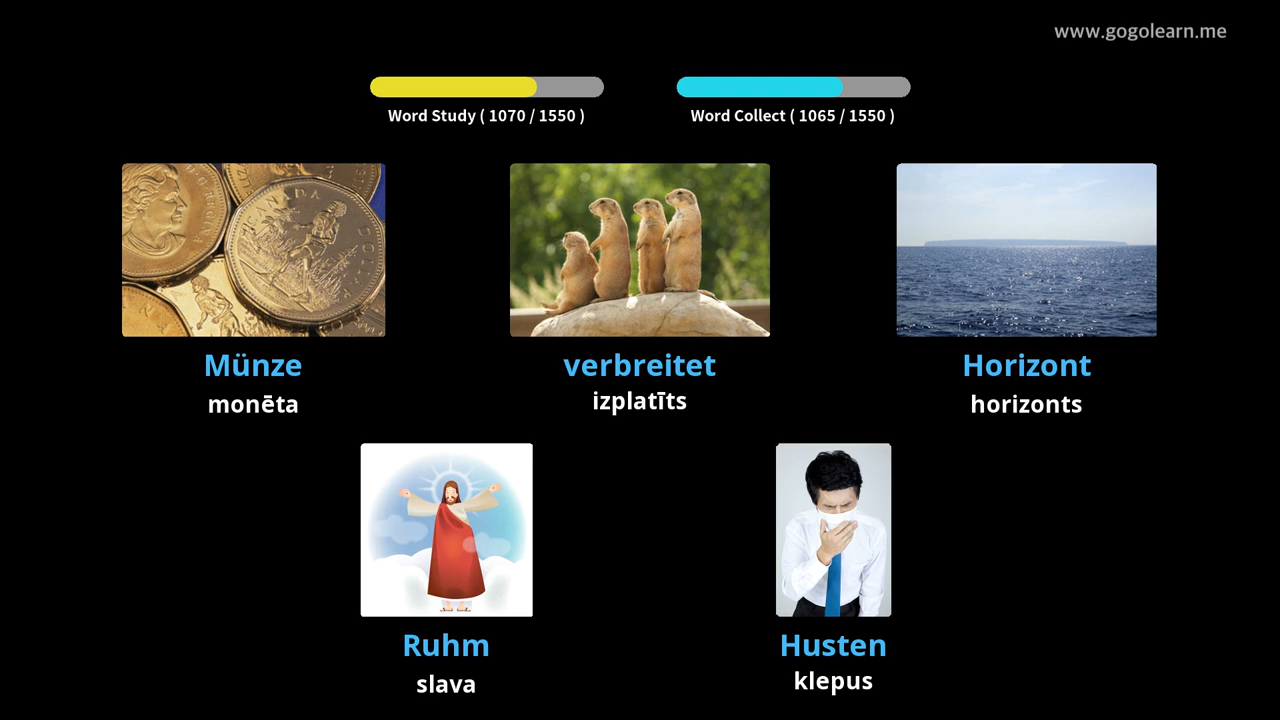 www.gogolearn.me
Word Study ( 1070 / 1550 )
Word Collect ( 1065 / 1550 )
Münze
monēta
verbreitet
izplatīts
Horizont
horizonts
Ruhm
slava
Husten
klepus